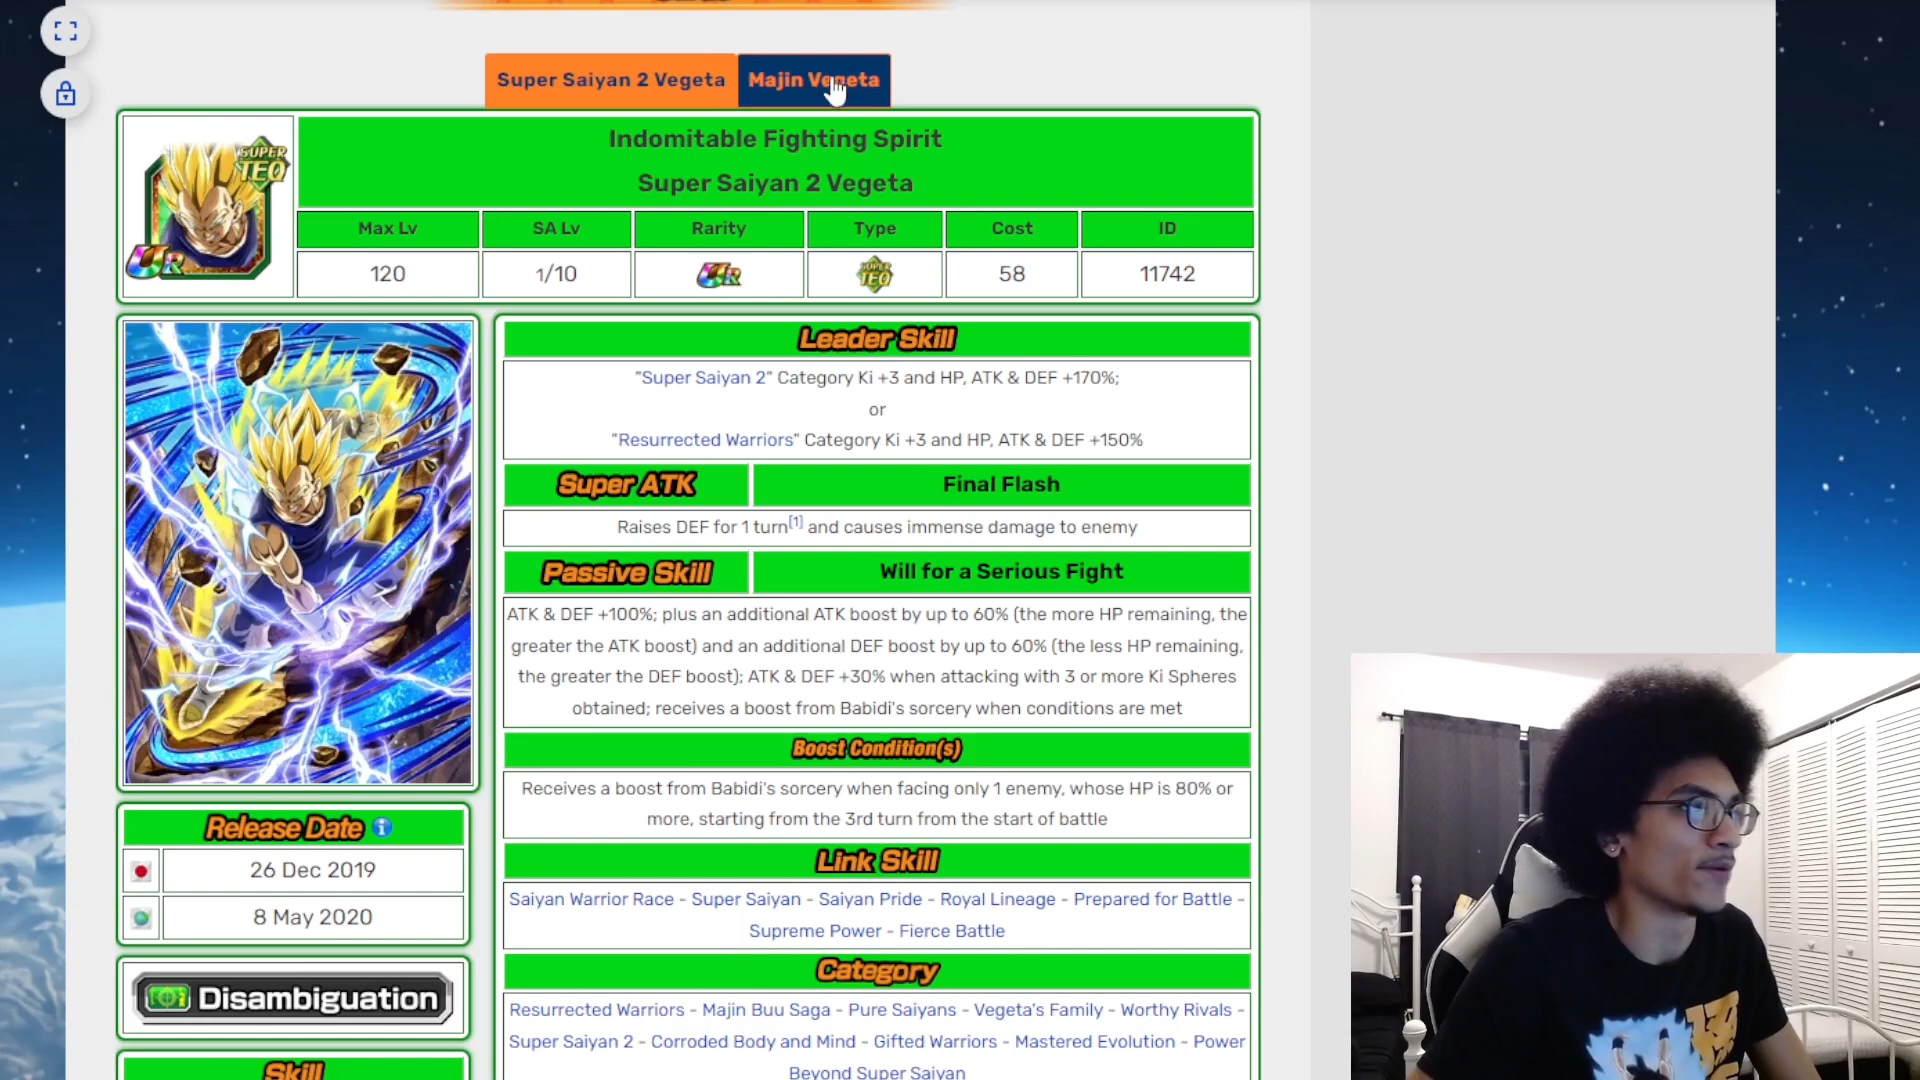 Super Saiyan 2 Vegeta
Majin Vegeta
SUPER
TEQ
UR
Indomitable Fighting Spirit
Super Saiyan 2 Vegeta
Max Lv
SA Lv
Rarity
Type
Cost
ID
120
1/10
UR
SUPER TEQ
58
11742
Leader Skill
"Super Saiyan 2" Category Ki +3 and HP, ATK & DEF +170%;
or
"Resurrected Warriors" Category Ki +3 and HP, ATK & DEF +150%
Super ATK
Final Flash
Raises DEF for 1 turn[1] and causes immense damage to enemy
Passive Skill
Will for a Serious Fight
ATK & DEF +100%; plus an additional ATK boost by up to 60% (the more HP remaining, the
greater the ATK boost) and an additional DEF boost by up to 60% (the less HP remaining,
the greater the DEF boost); ATK & DEF +30% when attacking with 3 or more Ki Spheres
obtained; receives a boost from Babidi's sorcery when conditions are met
Boost Condition(s)
Receives a boost from Babidi's sorcery when facing only 1 enemy, whose HP is 80% or
more, starting from the 3rd turn from the start of battle
Link Skill
Saiyan Warrior Race - Super Saiyan - Saiyan Pride - Royal Lineage - Prepared for Battle -
Supreme Power - Fierce Battle
Category
Resurrected Warriors - Majin Buu Saga - Pure Saiyans - Vegeta's Family - Worthy Rivals -
Super Saiyan 2 - Corroded Body and Mind - Gifted Warriors - Mastered Evolution - Power
Beyond Super Saiyan
Release Date
26 Dec 2019
8 May 2020
Disambiguation
Skill